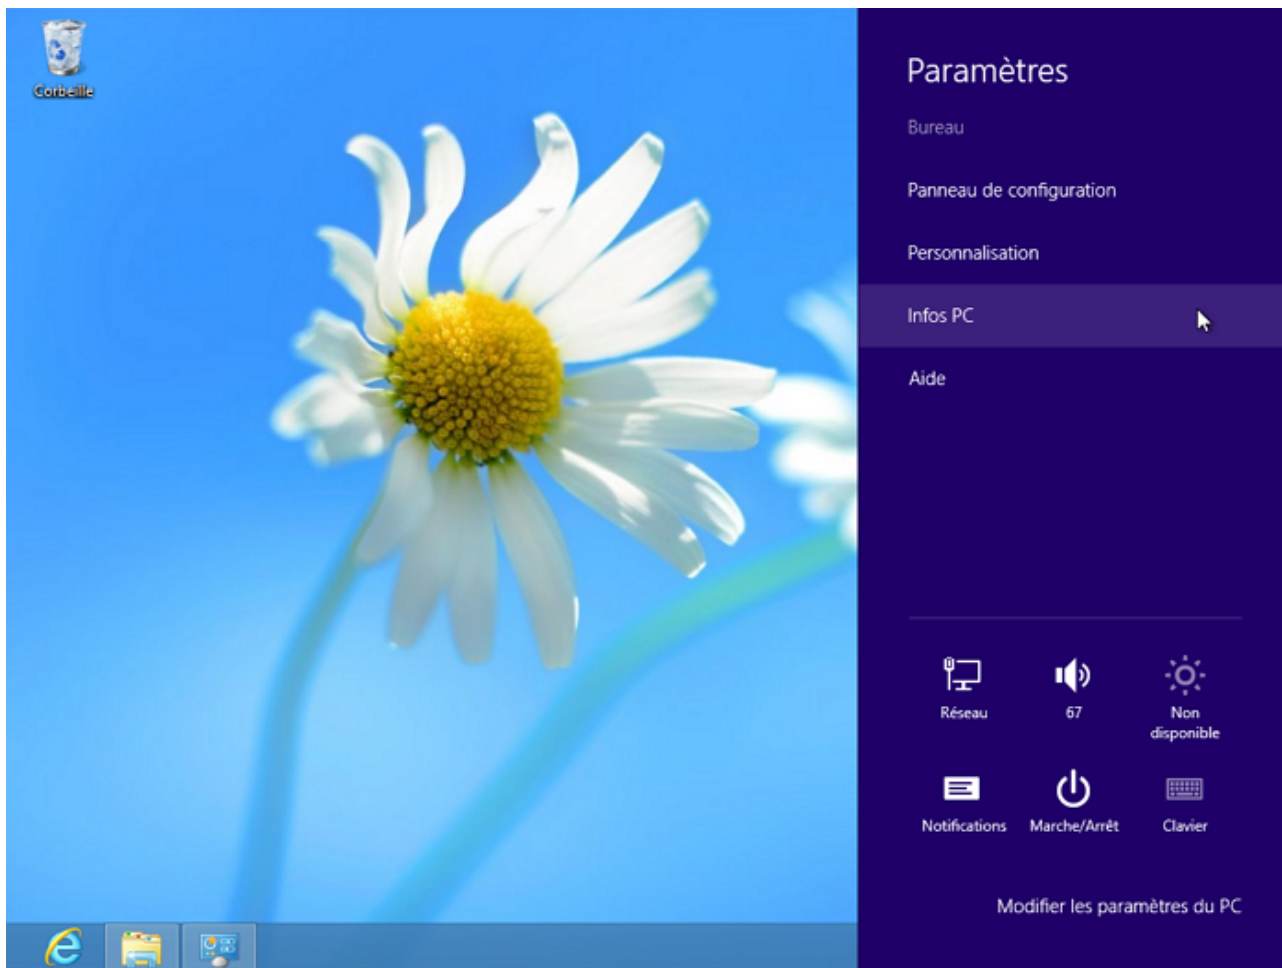 Corbeille
Paramètres
Bureau
Panneau de configuration
Personnalisation
Infos PC
Aide
Réseau
67
Non
disponible
Notifications
Marche/Arrêt
Clavier
Modifier les paramètres du PC